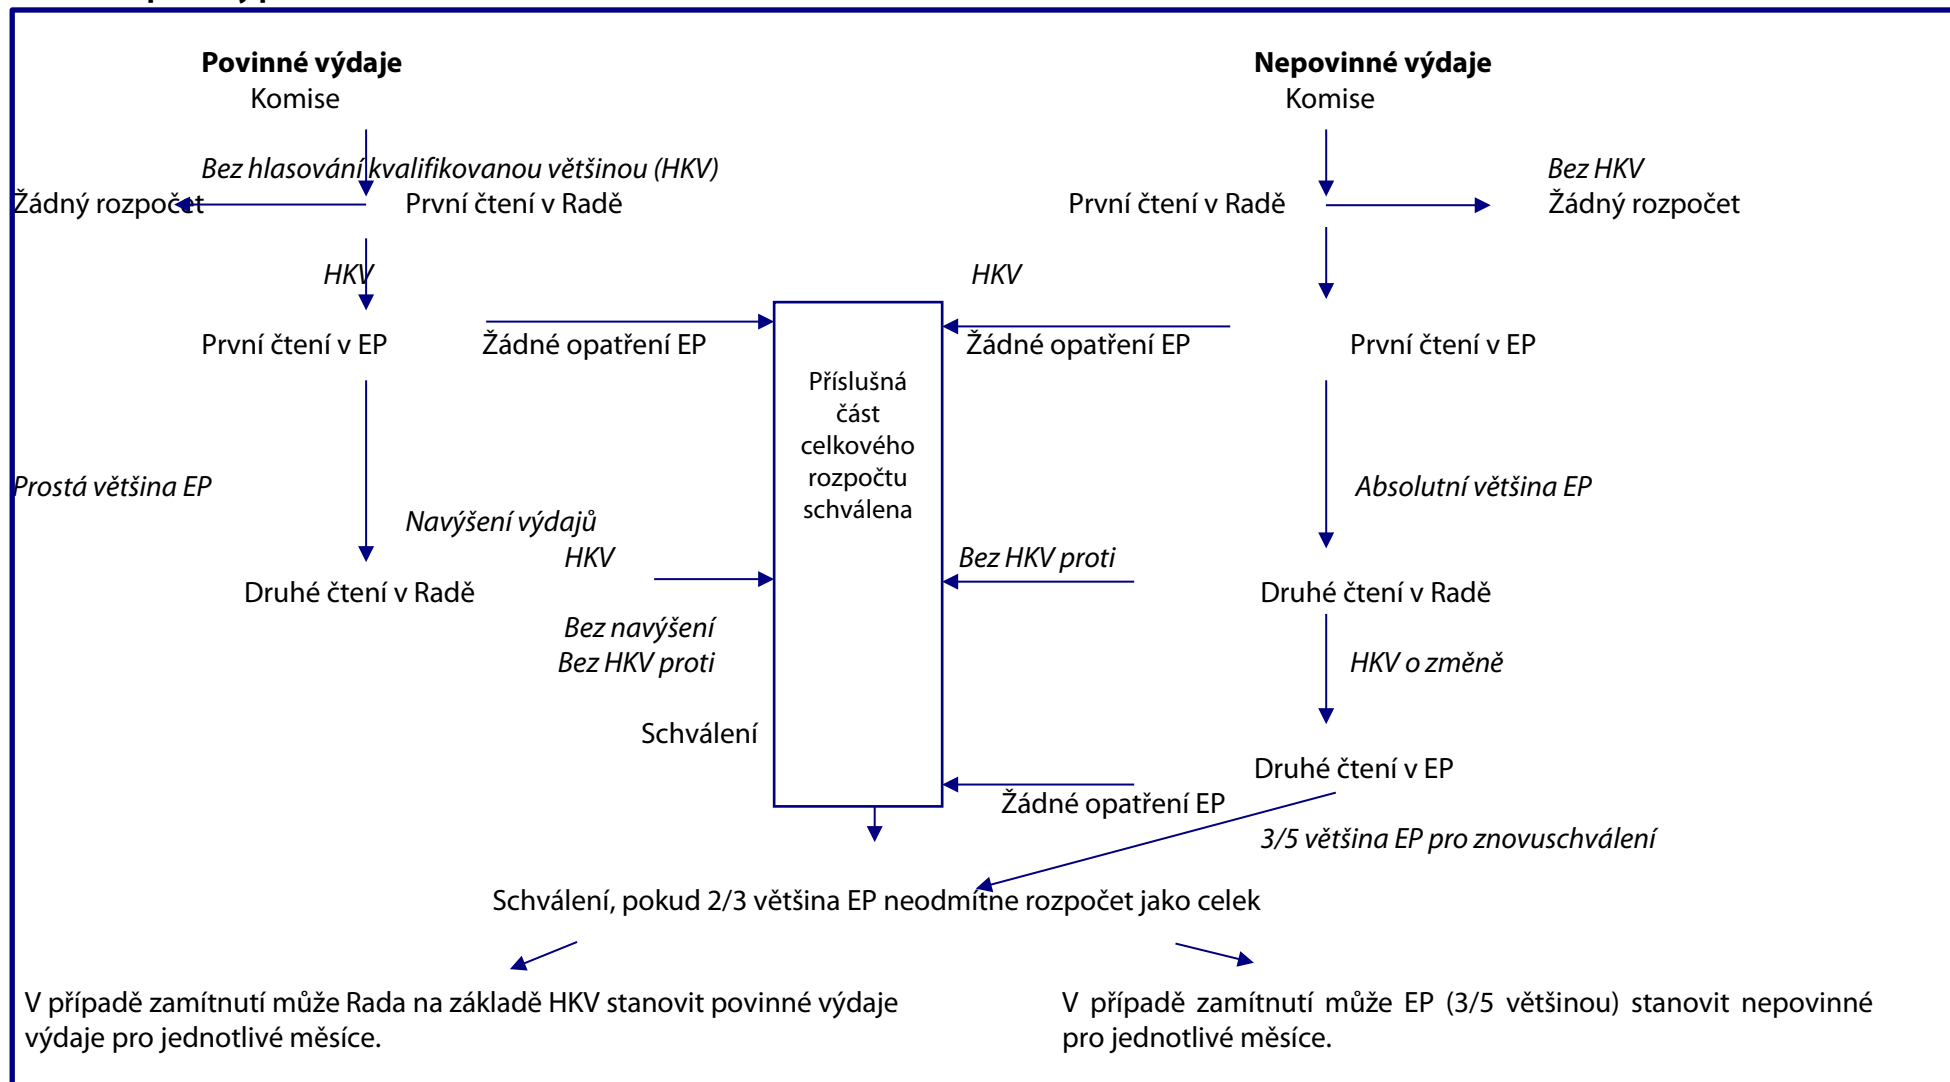 Povinné výdaje
Komise
Nepovinné výdaje
Komise
Bez hlasování kvalifikovanou většinou (HKV)
Bez HKV
Žádný rozpočet
První čtení v Radě
První čtení v Radě
Žádný rozpočet
HKV
HKV
První čtení v EP
Žádné opatření EP
Žádné opatření EP
První čtení v EP
Příslušná
část
celkového
rozpočtu
schválena
Prostá většina EP
Absolutní většina EP
Navýšení výdajů
HKV
Bez HKV proti
Druhé čtení v Radě
Druhé čtení v Radě
Bez navýšení
Bez HKV proti
HKV o změně
Schválení
Druhé čtení v EP
Žádné opatření EP
3/5 většina EP pro znovuschválení
Schválení, pokud 2/3 většina EP neodmítne rozpočet jako celek
V případě zamítnutí může Rada na základě HKV stanovit povinné výdaje
výdaje pro jednotlivé měsíce.
V případě zamítnutí může EP (3/5 většinou) stanovit nepovinné
pro jednotlivé měsíce.